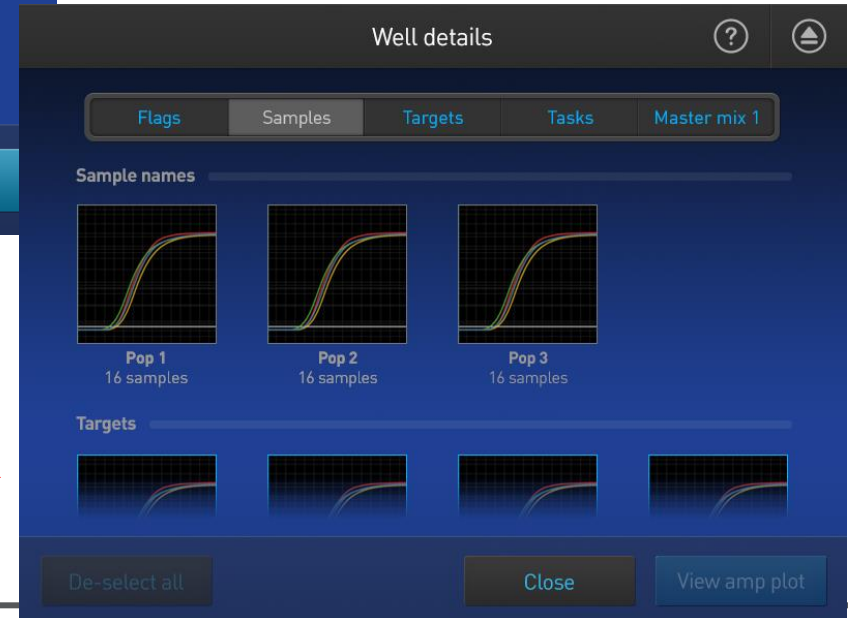 Well details
?
Flags Samples Targets Tasks Master mix 1
Sample names
Pop 1 Pop 2 Pop 3
16 samples 16 samples 16 samples
Targets
De-select all Close View amp plot